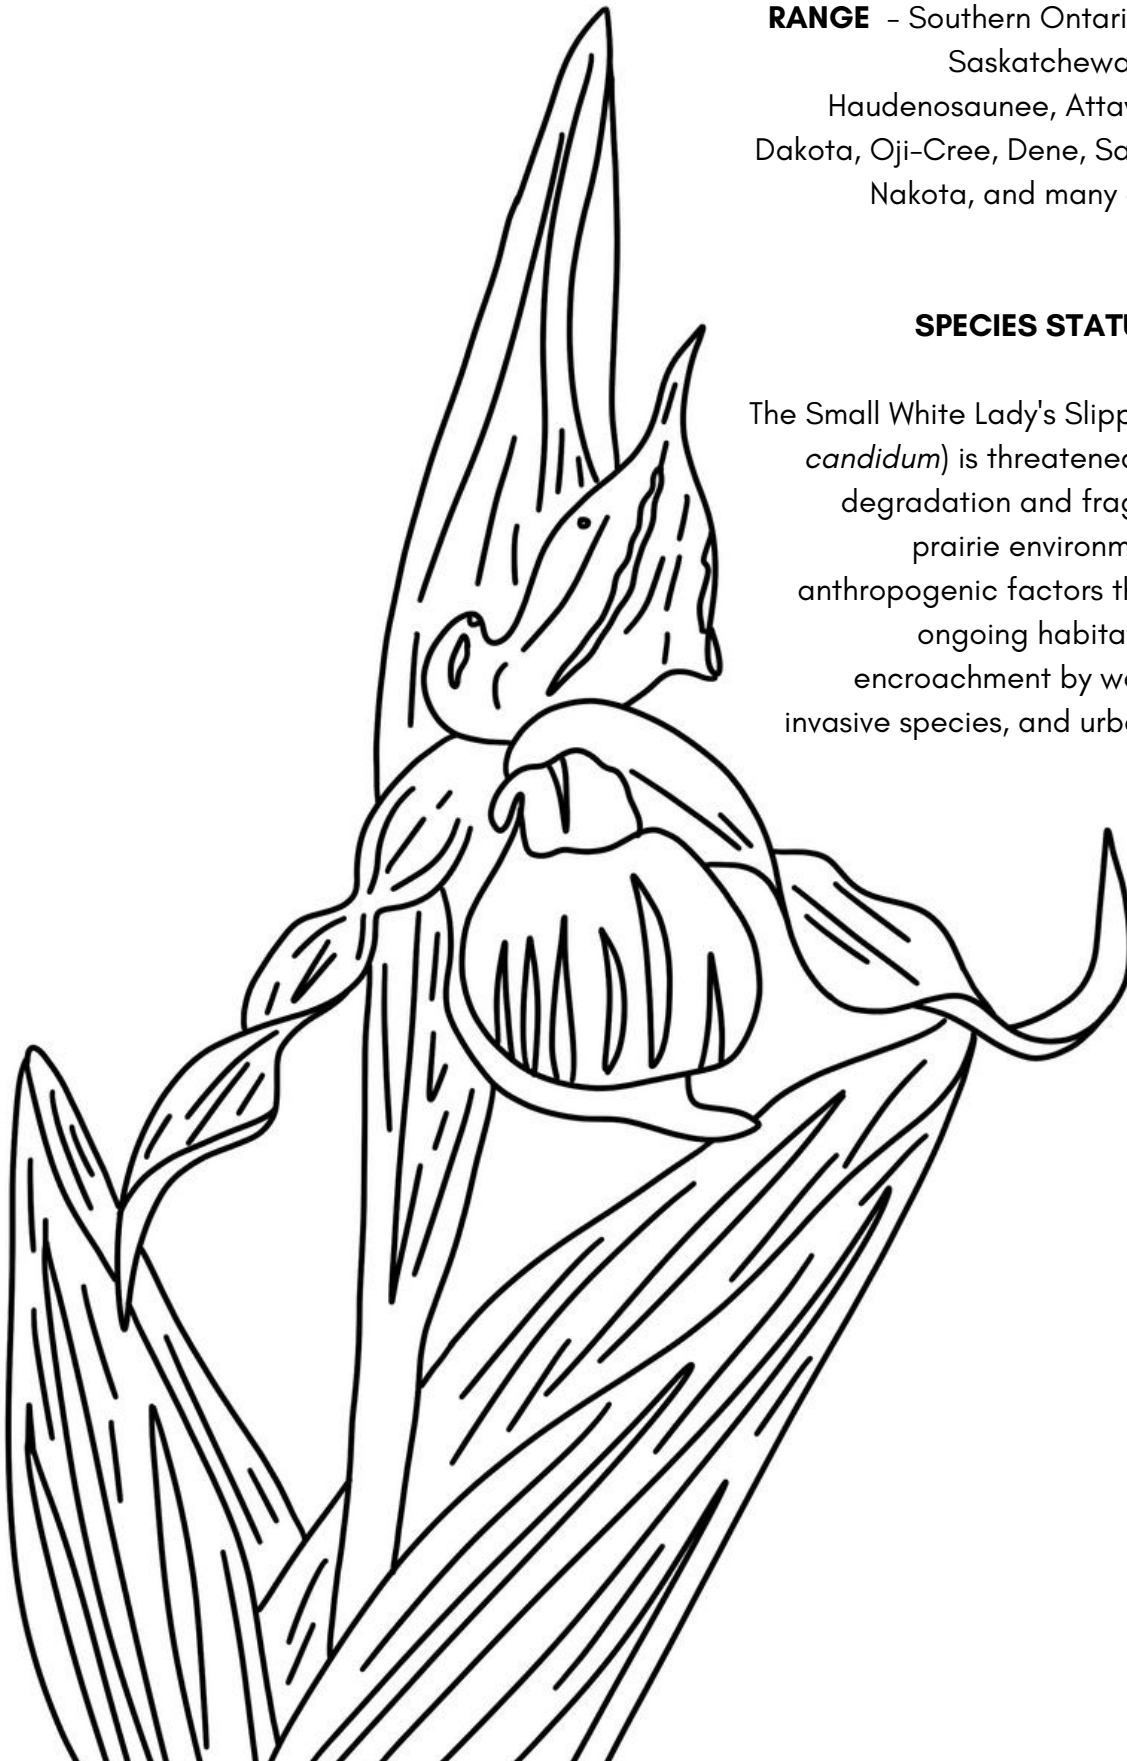 RANGE - Southern Ontari
Saskatchewa
Haudenosaunee, Attav
Dakota, Oji-Cree, Dene, Sa
Nakota, and many
SPECIES STATU
The Small White Lady's Slipp
candidum) is threatened
degradation and frag
prairie environm
anthropogenic factors th
ongoing habita
encroachment by wo
invasive species, and urb